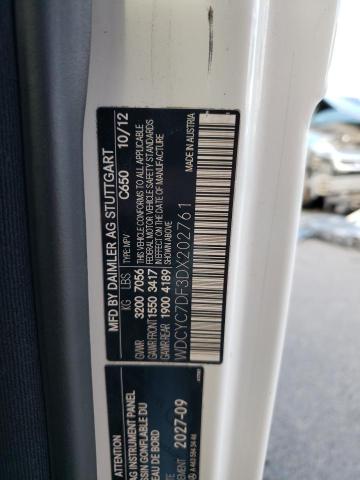 MFD BY DAIMLER AG STUTTGART
C650 10/12
TYPE: MPV
KG LBS
GVWR 3200 7056
GAWR FRONT 1550 3417
GAWR REAR 1900 4189
THIS VEHICLE CONFORMS TO ALL APPLICABLE
FEDERAL MOTOR VEHICLE SAFETY STANDARDS
IN EFFECT ON THE DATE OF MANUFACTURE
SHOWN ABOVE
WDCYC7DF3DX202761
MADE IN AUSTRIA
ATTENTION
AG INSTRUMENT PANEL
SSIN GONFLABLE DU
EAU DE BORD
EMENT
2027-09